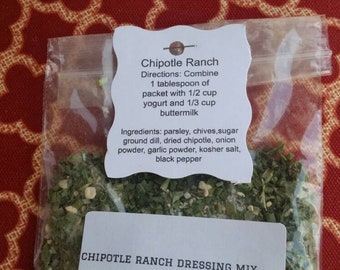 Chipotle Ranch
Directions: Combine
1 tablespoon of
packet with 1/2 cup
yogurt and 1/3 cup
buttermilk
Ingredients: parsley, chives,sugar
ground dill, dried chipotle, onion
powder, garlic powder, kosher salt,
black pepper
CHIPOTLE RANCH DRESSING MIX